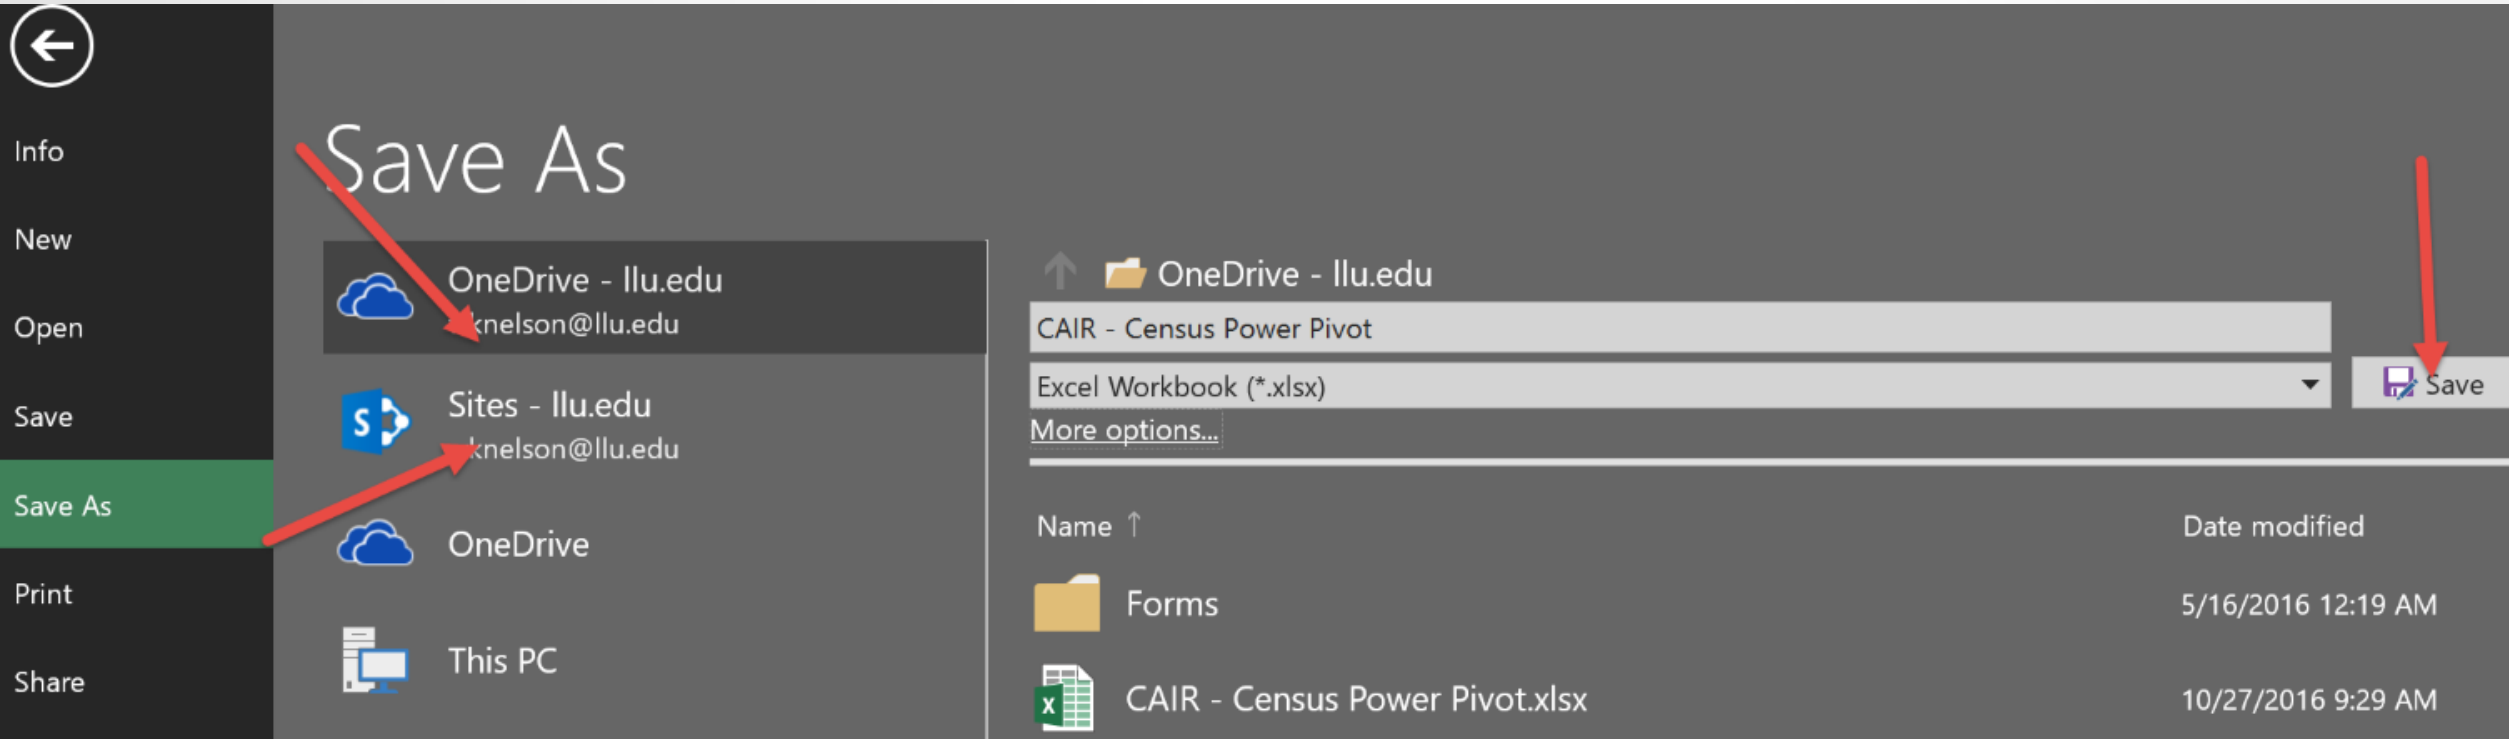 Info
New
Open
Save
Save As
Print
Share
Save As
OneDrive - llu.edu
knelson@llu.edu
Sites - llu.edu
knelson@llu.edu
OneDrive
This PC
OneDrive - llu.edu
CAIR - Census Power Pivot
Excel Workbook (*.xlsx)
Save
More options...
Name Date modified
Forms 5/16/2016 12:19 AM
CAIR - Census Power Pivot.xlsx 10/27/2016 9:29 AM